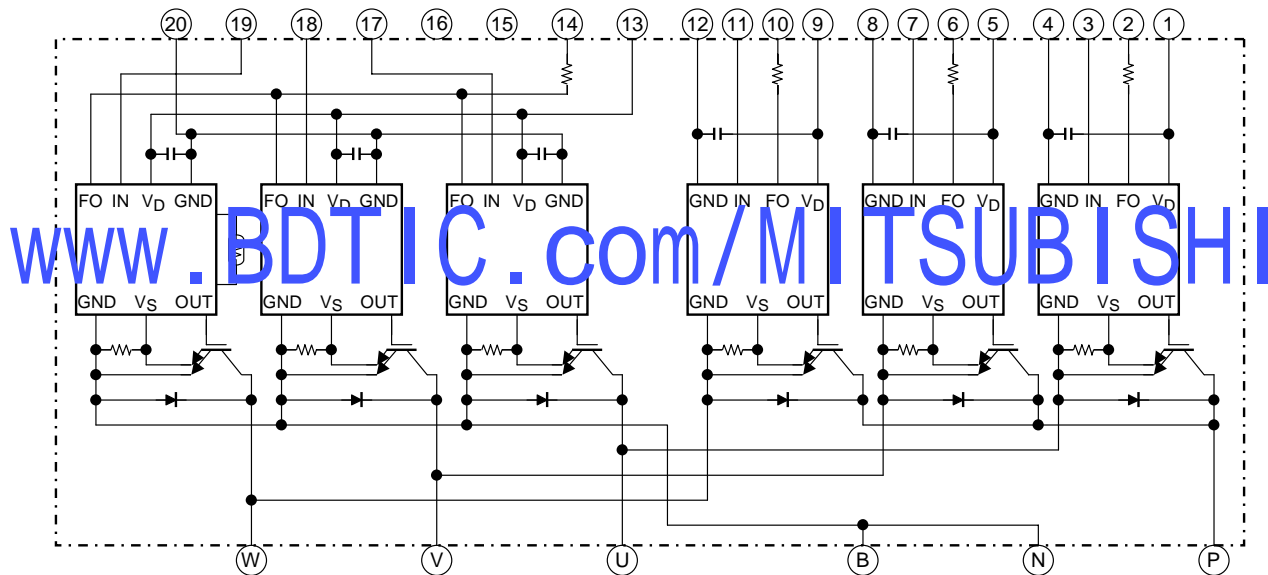 20 19 18 17 16 15 14 13 12 11 10 9 8 7 6 5 4 3 2 1
FO IN VD GND FO IN VD GND FO IN VD GND GND IN FO VD GND IN FO VD GND IN FO VD
www.BDTIC.com/MITSUBISHI
GND VS OUT GND VS OUT GND VS OUT GND VS OUT GND VS OUT GND VS OUT
W V U B N P